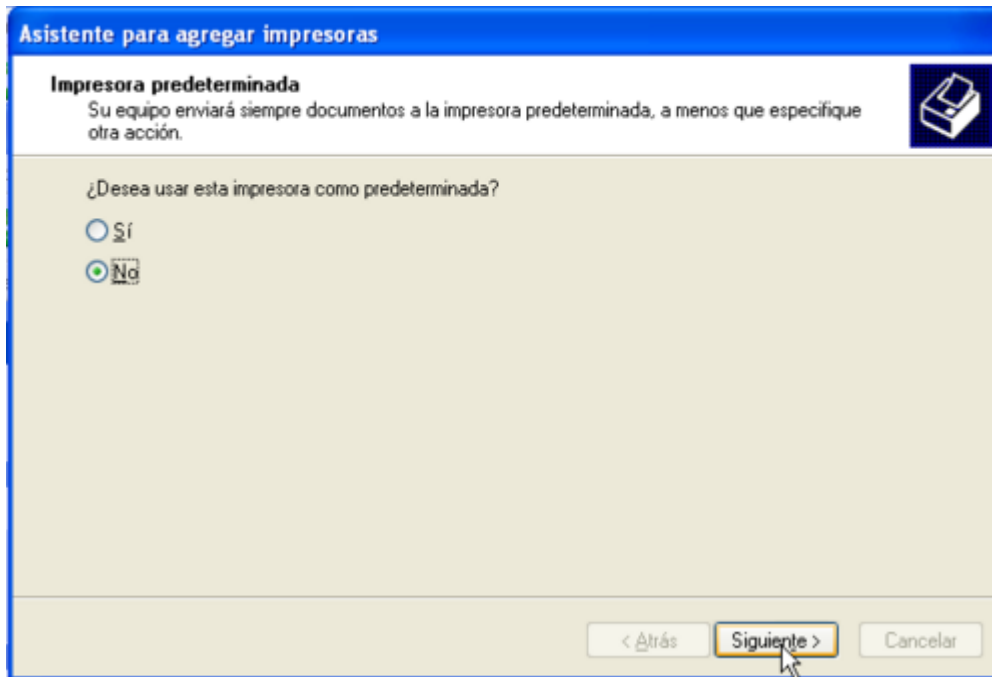 Asistente para agregar impresoras
Impresora predeterminada
Su equipo enviará siempre documentos a la impresora predeterminada, a menos que especifique
otra acción.
¿Desea usar esta impresora como predeterminada?
Sí
No
< Atrás Siguiente > Cancelar